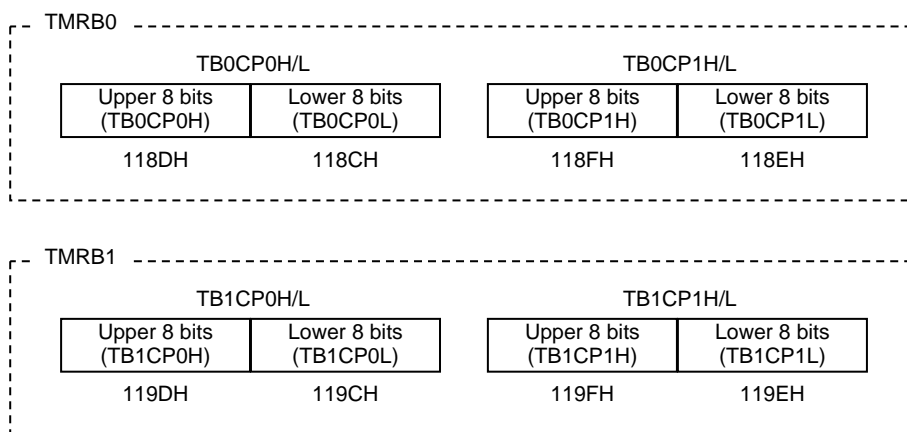 TMRB0
TB0CP0H/L TB0CP1H/L
Upper 8 bits Lower 8 bits Upper 8 bits Lower 8 bits
(TB0CP0H) (TB0CP0L) (TB0CP1H) (TB0CP1L)
118DH 118CH 118FH 118EH
TMRB1
TB1CP0H/L TB1CP1H/L
Upper 8 bits Lower 8 bits Upper 8 bits Lower 8 bits
(TB1CP0H) (TB1CP0L) (TB1CP1H) (TB1CP1L)
119DH 119CH 119FH 119EH